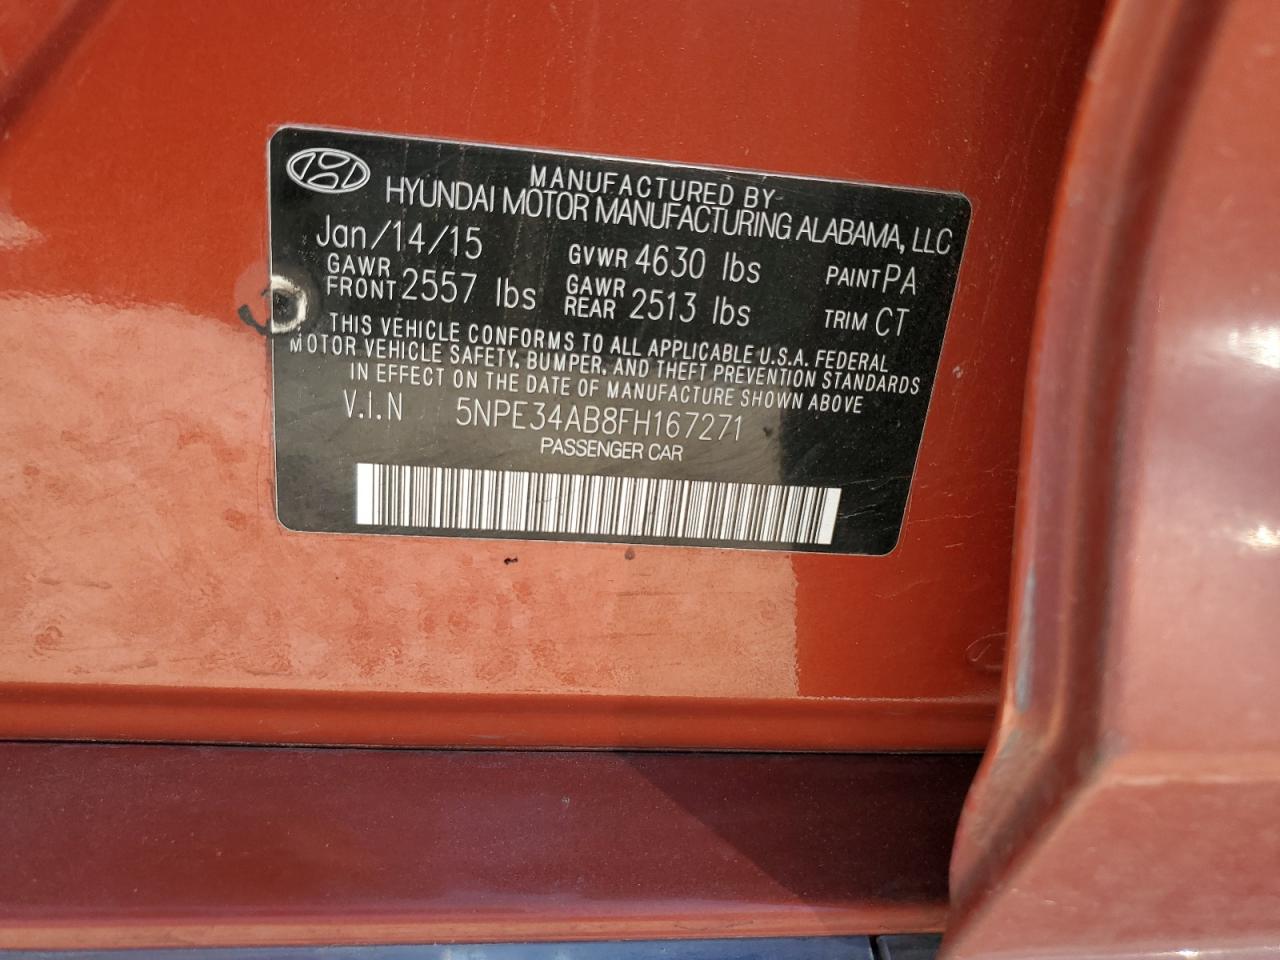 MANUFACTURED BY
HYUNDAI MOTOR MANUFACTURING ALABAMA, LLC
Jan/14/15 GVWR 4630 lbs PAINT PA
GAWR FRONT 2557 lbs GAWR REAR 2513 lbs TRIM CT
THIS VEHICLE CONFORMS TO ALL APPLICABLE U.S.A. FEDERAL
MOTOR VEHICLE SAFETY, BUMPER, AND THEFT PREVENTION STANDARDS
IN EFFECT ON THE DATE OF MANUFACTURE SHOWN ABOVE
V.I.N 5NPE34AB8FH167271
PASSENGER CAR